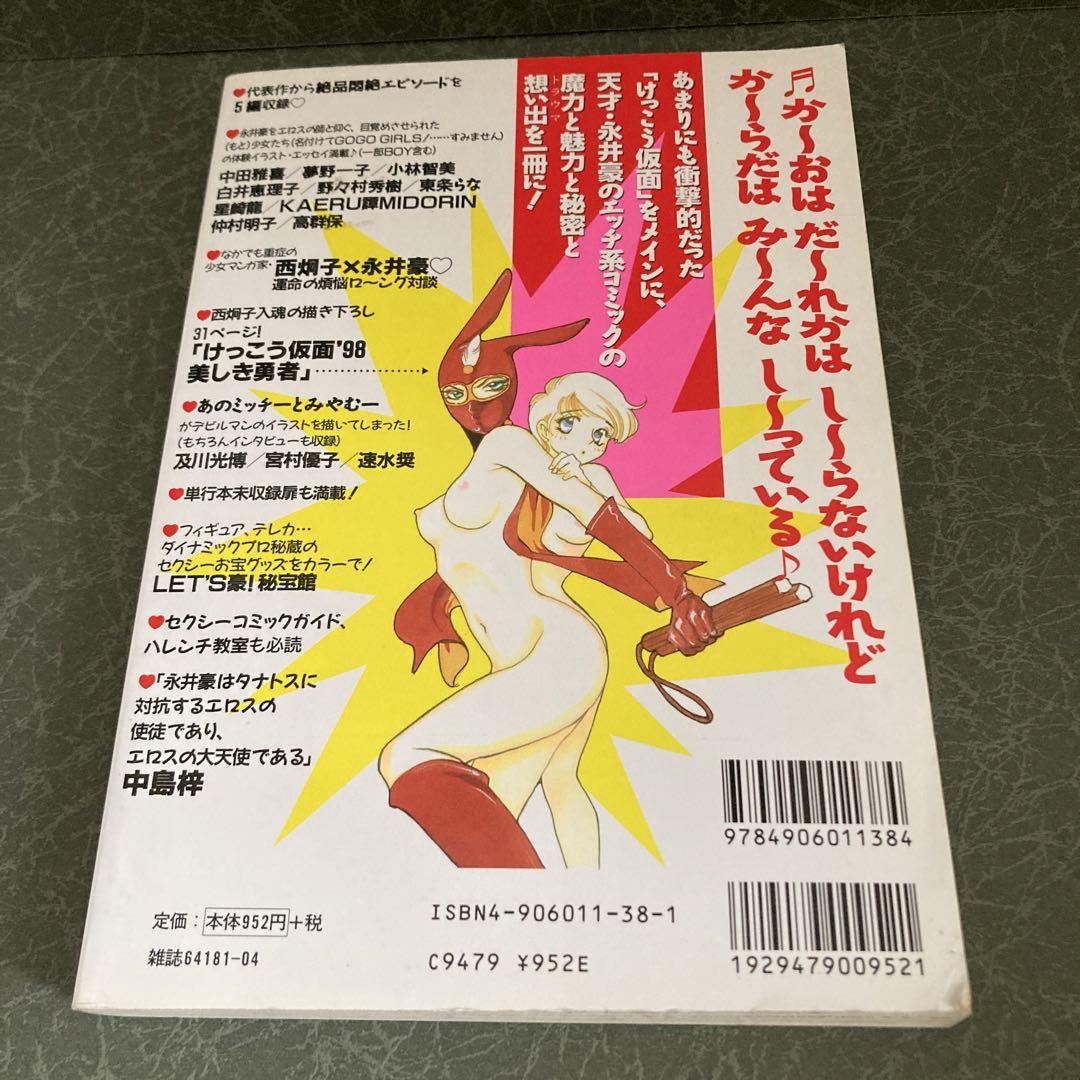 ♬か〜おは だ〜れかは し〜らないけれど
か〜らだは み〜んな し〜っている♪
あまりにも衝撃的だった
「けっこう仮面」をメインに、
天才・永井豪のエッチ系コミックの
魔力と魅力と秘密と
トラウマ
想い出を一冊に！
♥代表作から絶品悶絶エピソードを
5編収録♡
♥永井豪をエロスの師と仰ぐ、目覚めさせられた
(もと)少女たち(名付けてGOGO GIRLS!……すみません)
の体験イラスト・エッセイ満載♪(一部BOY含む)
中田雅喜／夢野一子／小林智美
白井恵理子／野々村秀樹／東条らな
星崎龍／KAERU譚MIDORIN
仲村明子／高群保
♥なかでも重症の
少女マンガ家・西炯子×永井豪♡
運命の煩悩ロ〜ング対談
♥西炯子入魂の描き下ろし
31ページ!
「けっこう仮面'98
美しき勇者」…………………▶
♥あのミッチーとみやむー
がデビルマンのイラストを描いてしまった!
(もちろんインタビューも収録)
及川光博／宮村優子／速水奨
♥単行本未収録扉も満載!
♥フィギュア、テレカ…
ダイナミックプロ秘蔵の
セクシーお宝グッズをカラーで!
LET'S豪!秘宝館
♥セクシーコミックガイド、
ハレンチ教室も必読
♥「永井豪はタナトスに
対抗するエロスの
使徒であり、
エロスの大天使である」
中島梓
9784906011384
1929479009521
ISBN4-906011-38-1
C9479 ¥952E
定価：本体952円+税
雑誌64181-04